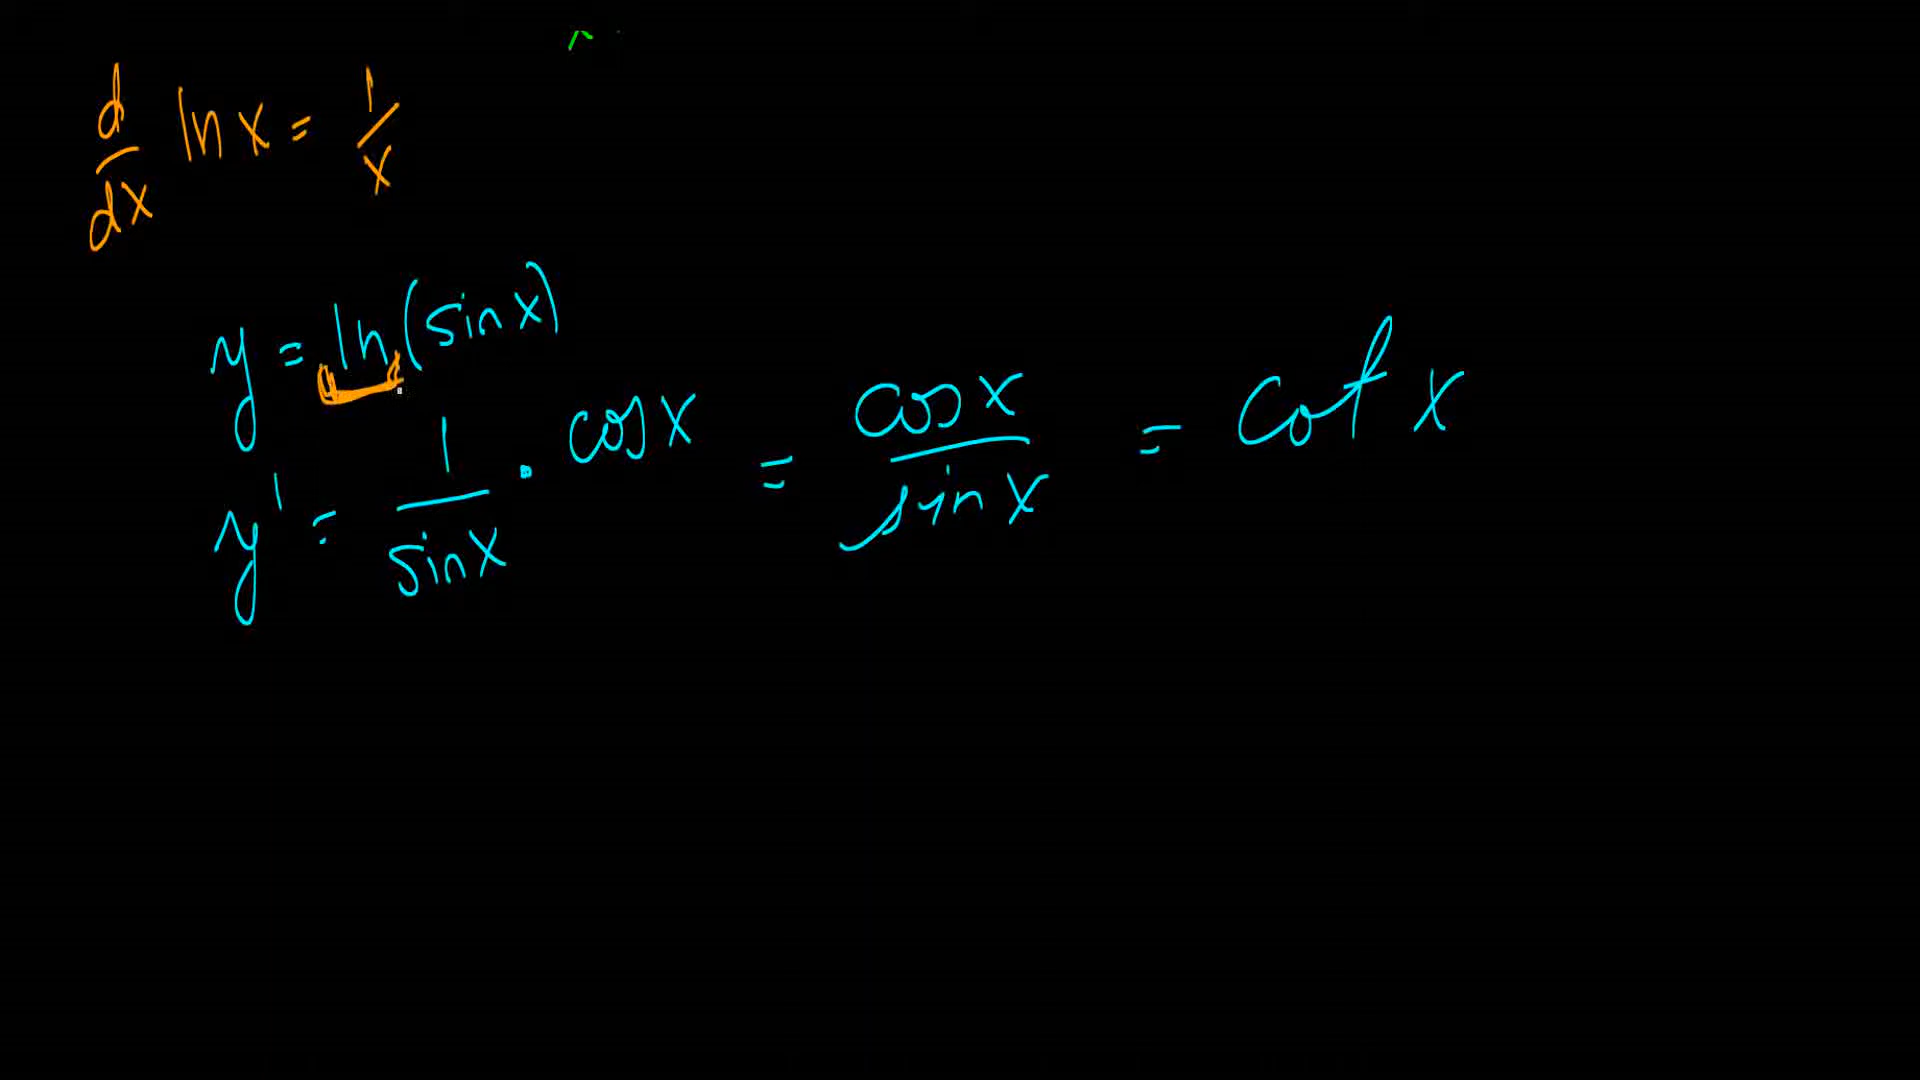 d/dx ln x = 1/x
y = ln(sin x)
y' = 1/sin x · cos x = cos x/sin x = cot x